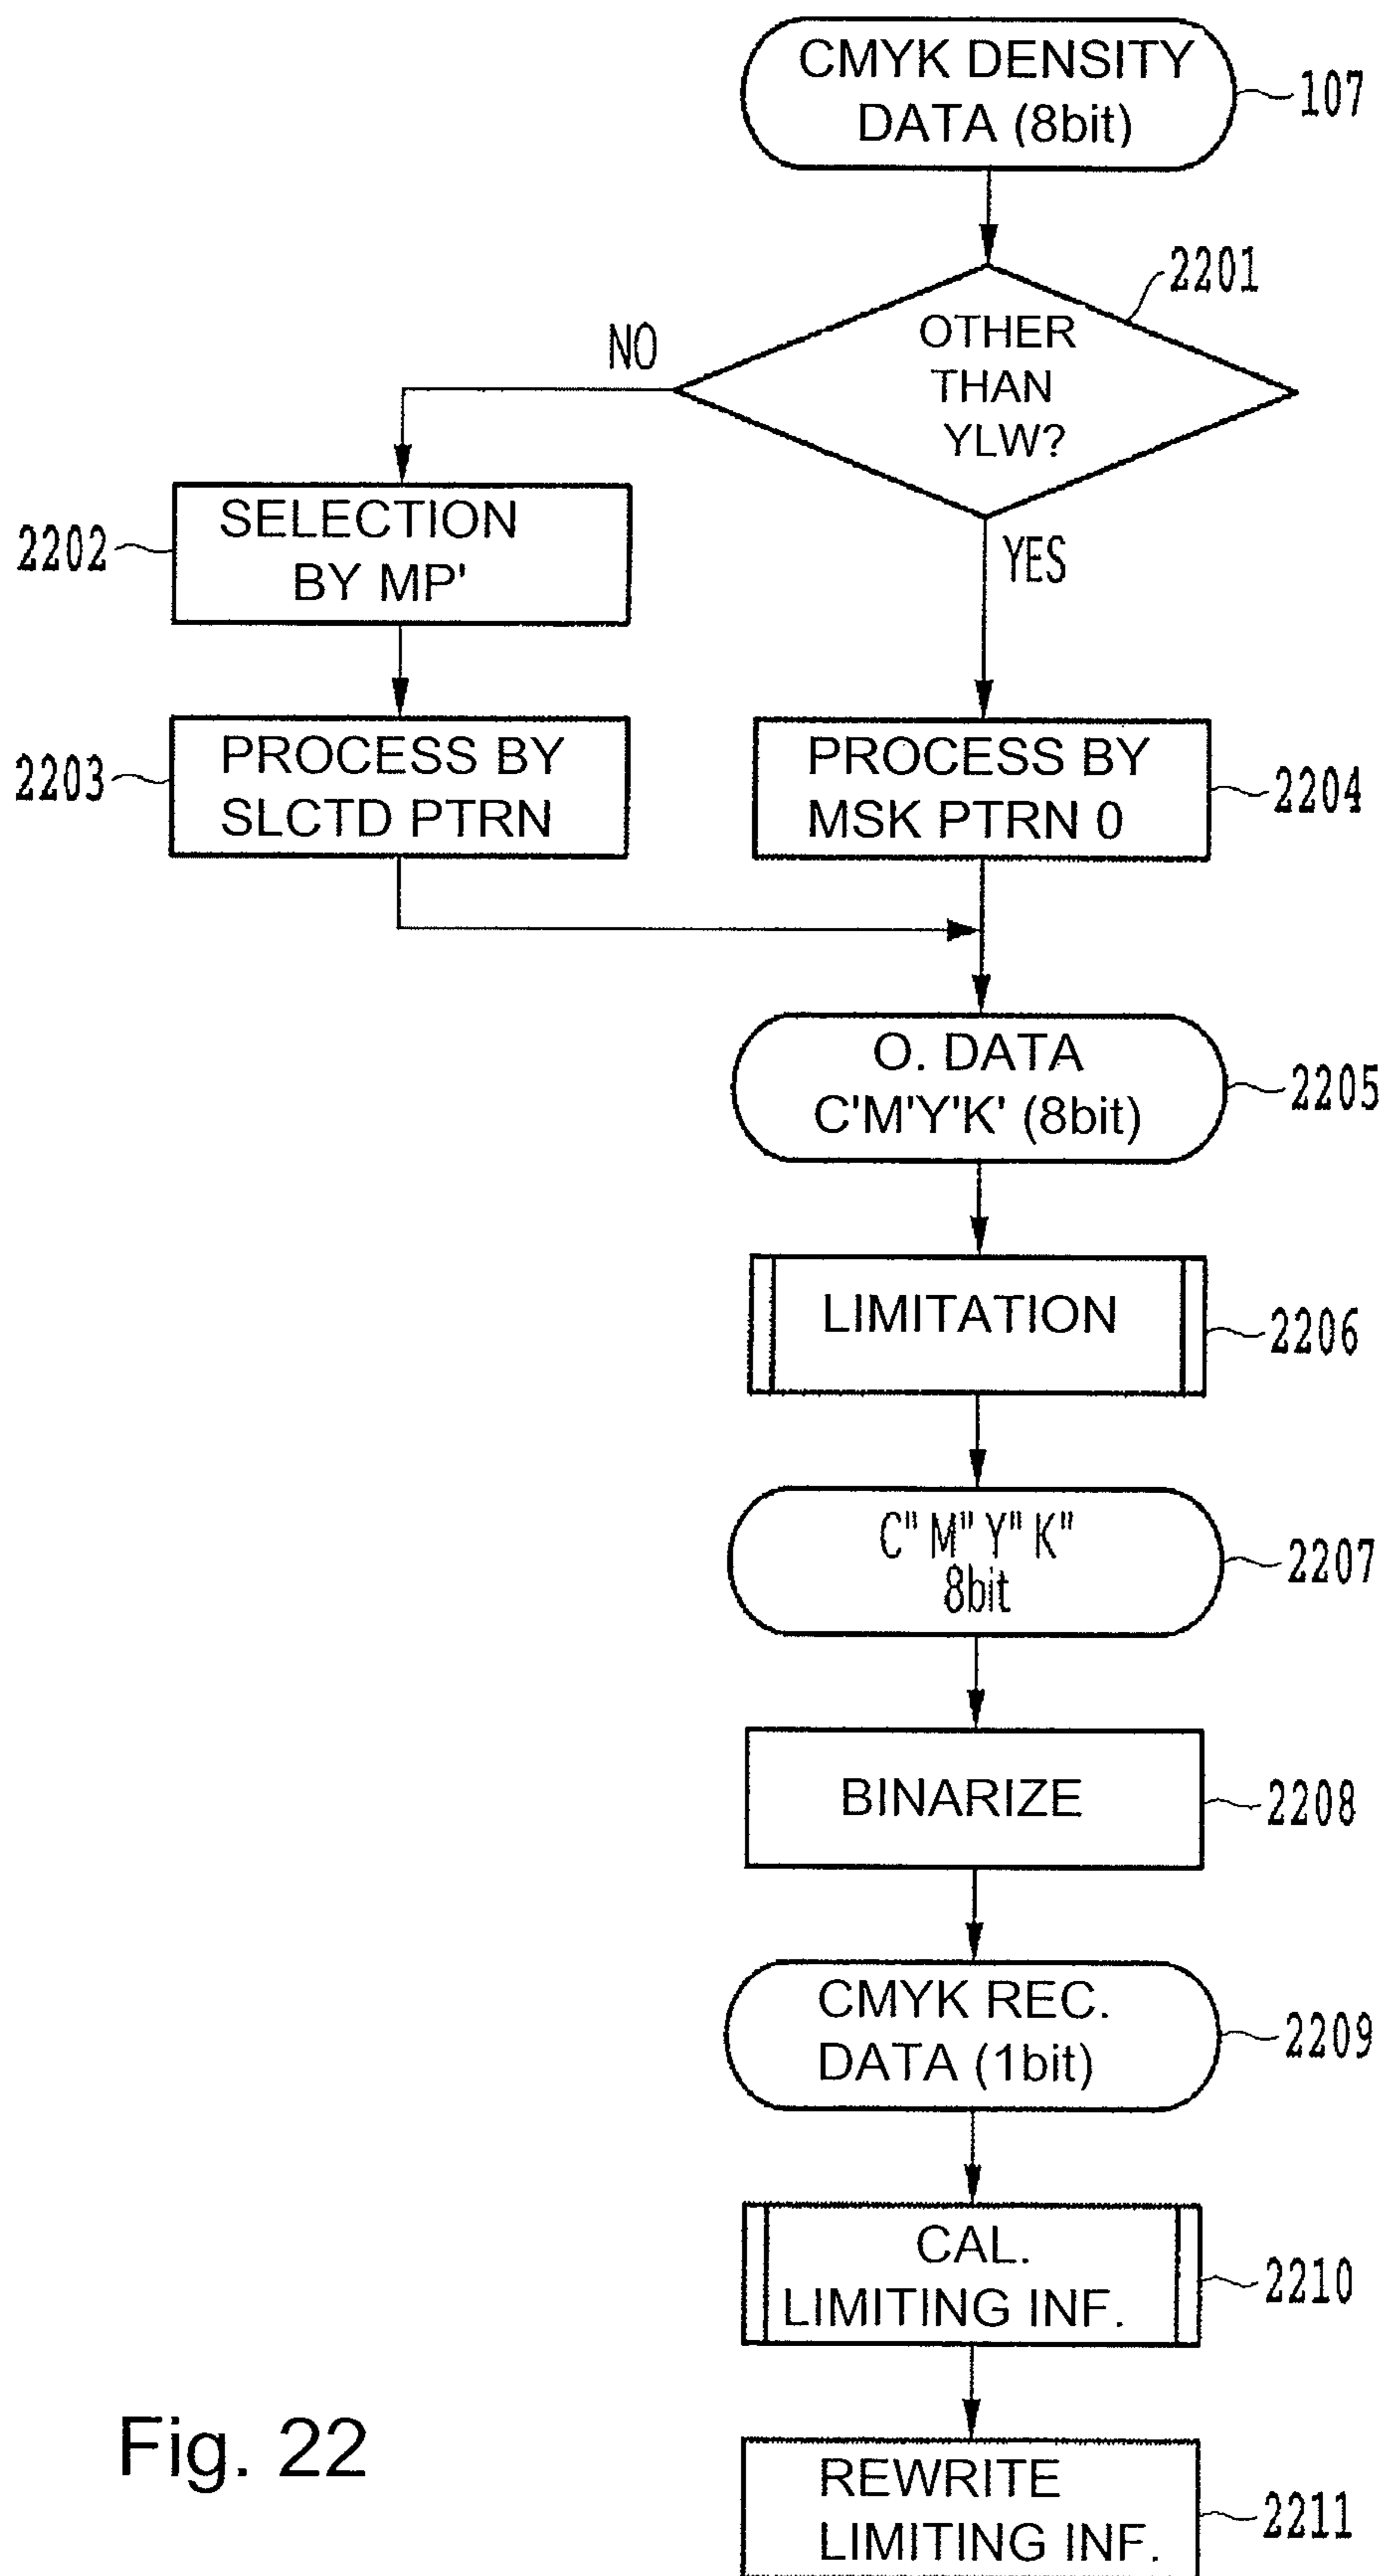 CMYK DENSITY
DATA (8bit)
107
2201
OTHER
THAN
YLW?
NO
YES
2202
SELECTION
BY MP'
2203
PROCESS BY
SLCTD PTRN
PROCESS BY
MSK PTRN 0
2204
O. DATA
C'M'Y'K' (8bit)
2205
LIMITATION
2206
C" M" Y" K"
8bit
2207
BINARIZE
2208
CMYK REC.
DATA (1bit)
2209
CAL.
LIMITING INF.
2210
REWRITE
LIMITING INF.
2211
Fig. 22